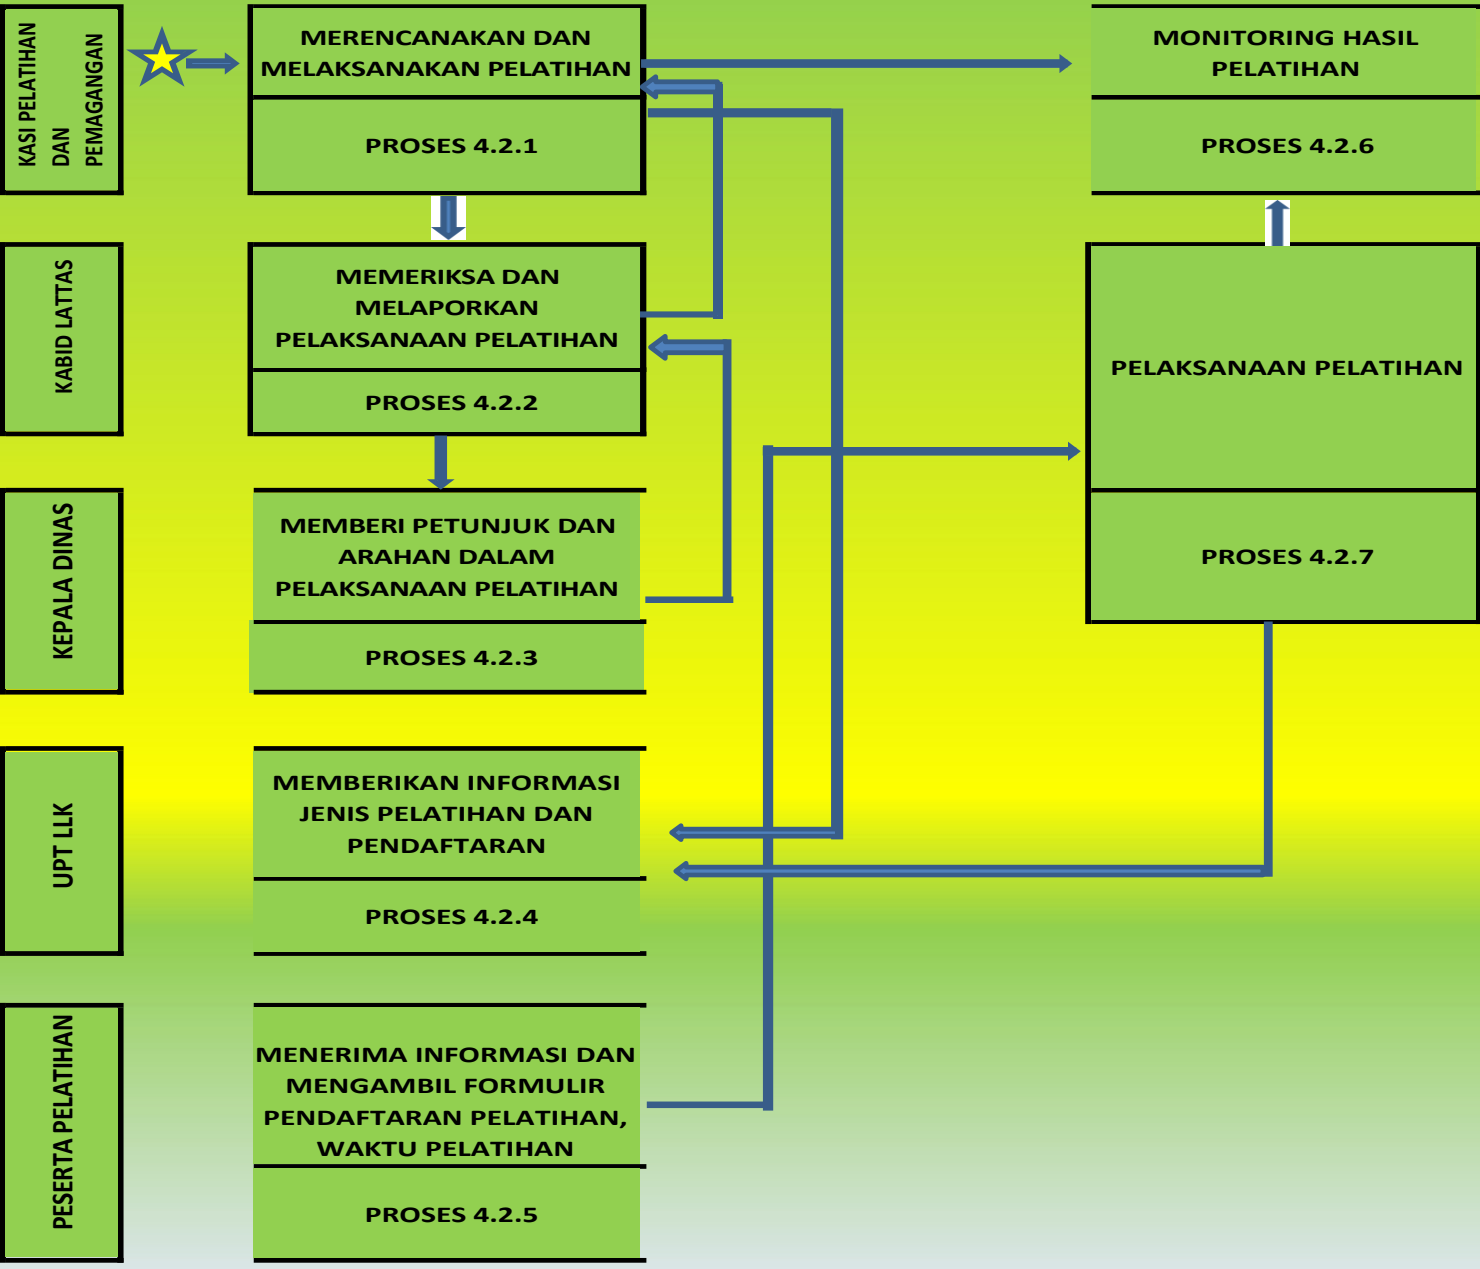 KASI PELATIHAN
DAN
PEMAGANGAN
MERENCANAKAN DAN
MELAKSANAKAN PELATIHAN
PROSES 4.2.1
MONITORING HASIL
PELATIHAN
PROSES 4.2.6
KABID LATTAS
MEMERIKSA DAN
MELAPORKAN
PELAKSANAAN PELATIHAN
PROSES 4.2.2
PELAKSANAAN PELATIHAN
PROSES 4.2.7
KEPALA DINAS
MEMBERI PETUNJUK DAN
ARAHAN DALAM
PELAKSANAAN PELATIHAN
PROSES 4.2.3
UPT LLK
MEMBERIKAN INFORMASI
JENIS PELATIHAN DAN
PENDAFTARAN
PROSES 4.2.4
PESERTA PELATIHAN
MENERIMA INFORMASI DAN
MENGAMBIL FORMULIR
PENDAFTARAN PELATIHAN,
WAKTU PELATIHAN
PROSES 4.2.5